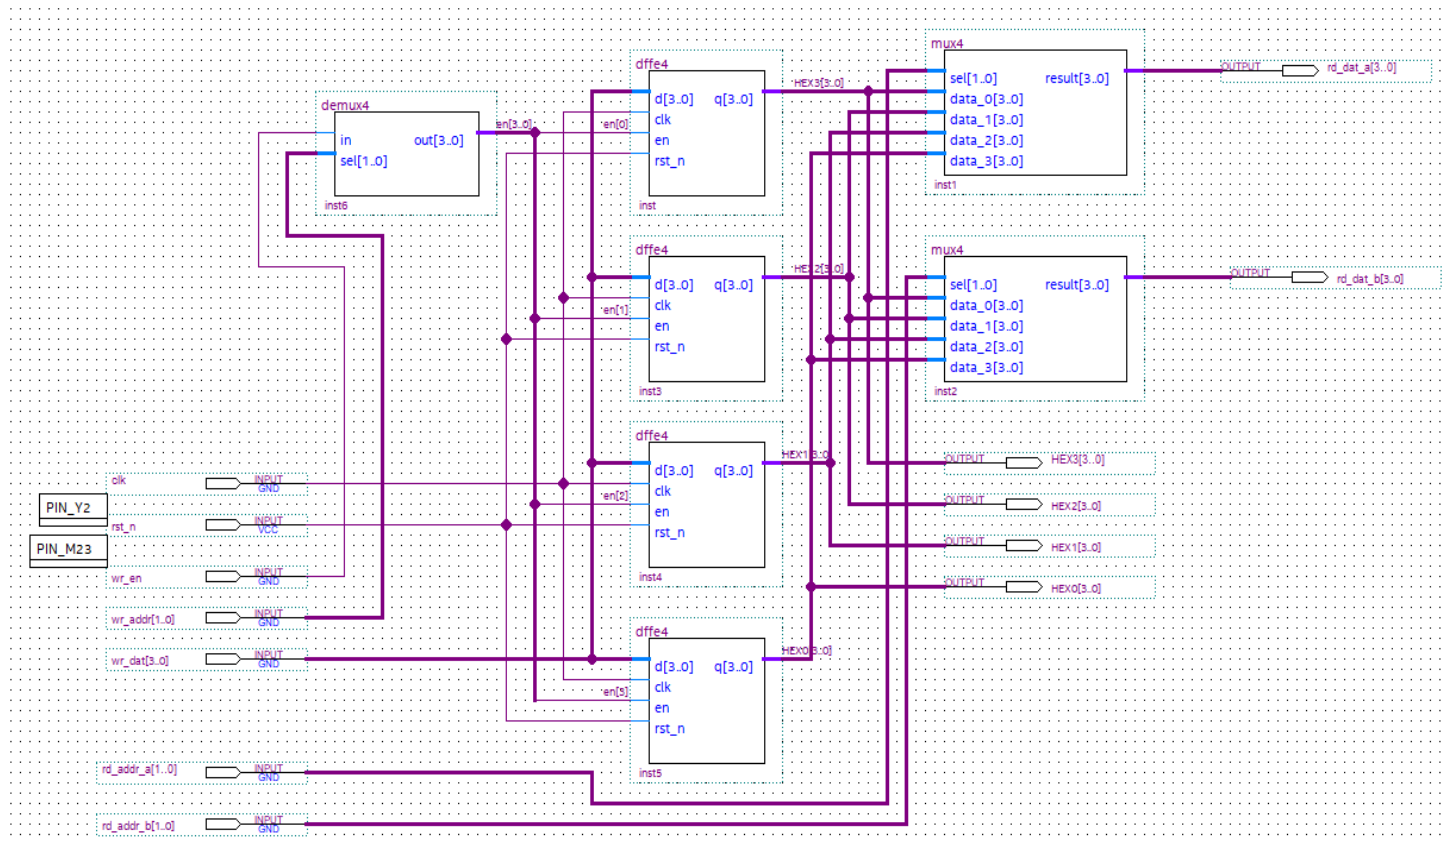 mux4
sel[1..0] result[3..0]
data_0[3..0]
data_1[3..0]
data_2[3..0]
data_3[3..0]
inst1
OUTPUT rd_dat_a[3..0]
dffe4
d[3..0] q[3..0]
clk
en
rst_n
inst
HEX3[3..0]
en[0]
demux4
in out[3..0]
sel[1..0]
inst6
en[3..0]
dffe4
d[3..0] q[3..0]
clk
en
rst_n
inst3
HEX2[3..0]
en[1]
mux4
sel[1..0] result[3..0]
data_0[3..0]
data_1[3..0]
data_2[3..0]
data_3[3..0]
inst2
OUTPUT rd_dat_b[3..0]
dffe4
d[3..0] q[3..0]
clk
en
rst_n
inst4
HEX1[3..0]
en[2]
OUTPUT HEX3[3..0]
OUTPUT HEX2[3..0]
OUTPUT HEX1[3..0]
OUTPUT HEX0[3..0]
clk INPUT
GND
PIN_Y2
rst_n INPUT
VCC
PIN_M23
wr_en INPUT
GND
wr_addr[1..0] INPUT
GND
wr_dat[3..0] INPUT
GND
dffe4
d[3..0] q[3..0]
clk
en
rst_n
inst5
HEX0[3..0]
en[3]
rd_addr_a[1..0] INPUT
GND
rd_addr_b[1..0] INPUT
GND